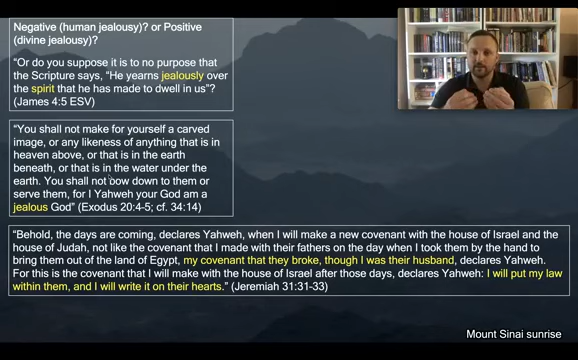 Negative (human jealousy)? or Positive
(divine jealousy)?
"Or do you suppose it is to no purpose that
the Scripture says, "He yearns jealously over
the spirit that he has made to dwell in us"?
(James 4:5 ESV)
"You shall not make for yourself a carved
image, or any likeness of anything that is in
heaven above, or that is in the earth
beneath, or that is in the water under the
earth. You shall not bow down to them or
serve them, for I Yahweh your God am a
jealous God" (Exodus 20:4-5; cf. 34:14)
"Behold, the days are coming, declares Yahweh, when I will make a new covenant with the house of Israel and the
house of Judah, not like the covenant that I made with their fathers on the day when I took them by the hand to
bring them out of the land of Egypt, my covenant that they broke, though I was their husband, declares Yahweh.
For this is the covenant that I will make with the house of Israel after those days, declares Yahweh: I will put my law
within them, and I will write it on their hearts." (Jeremiah 31:31-33)
Mount Sinai sunrise